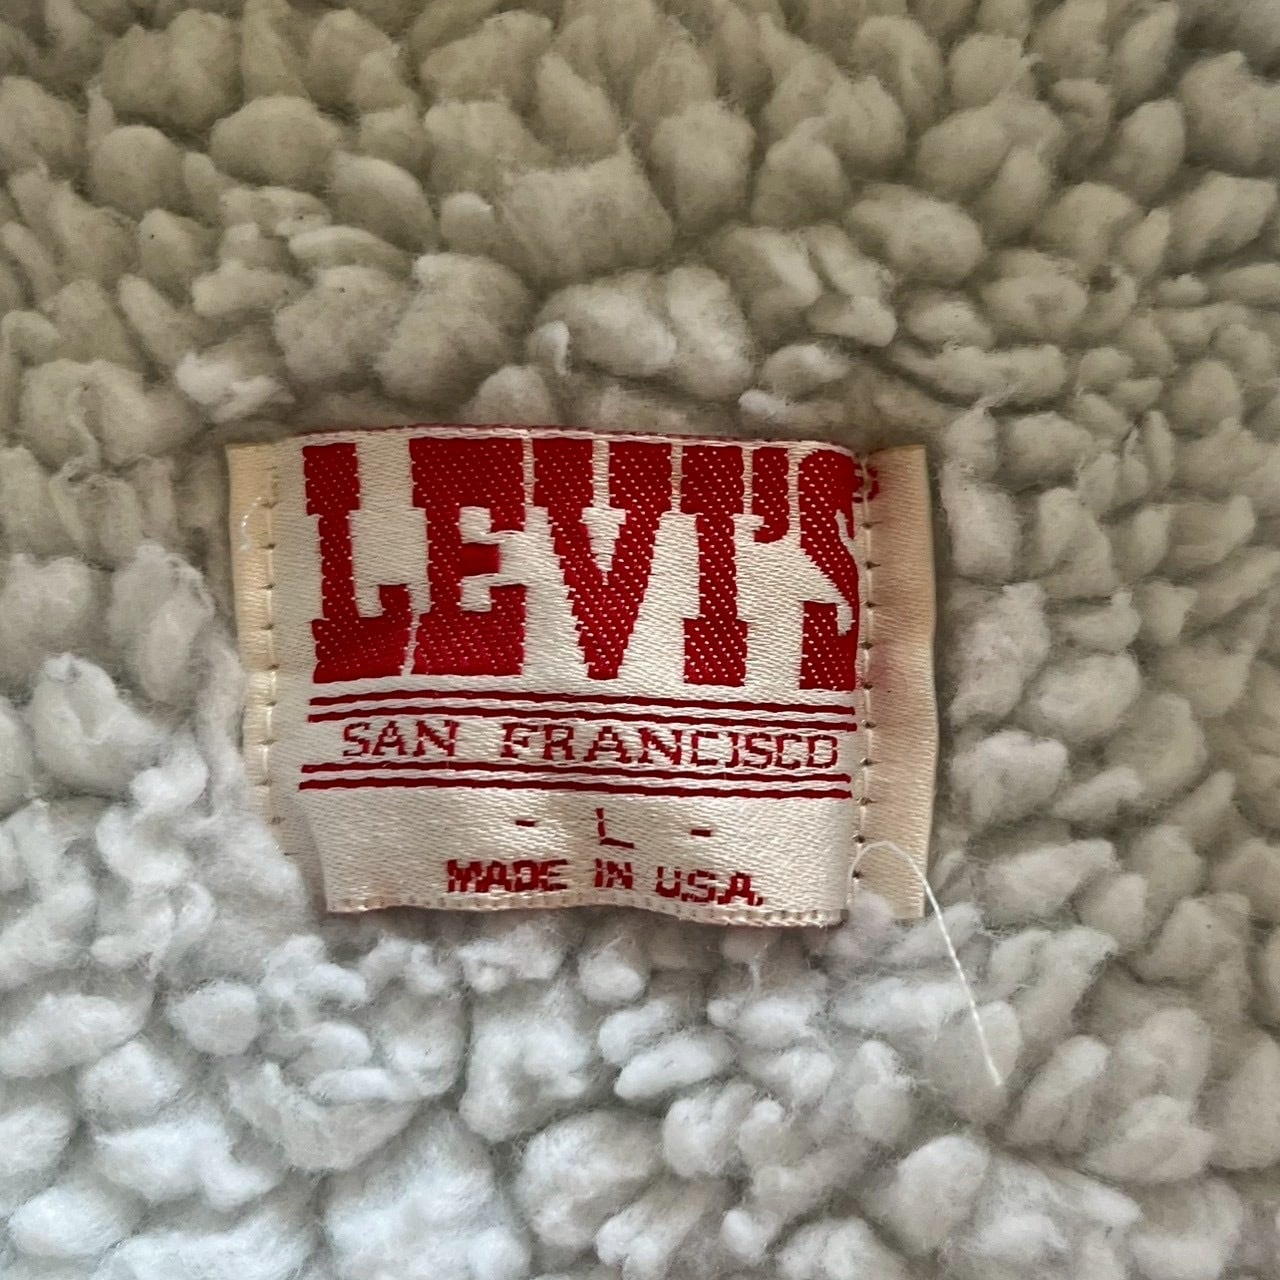 LEVI'S
SAN FRANCISCO
- L -
MADE IN U.S.A.